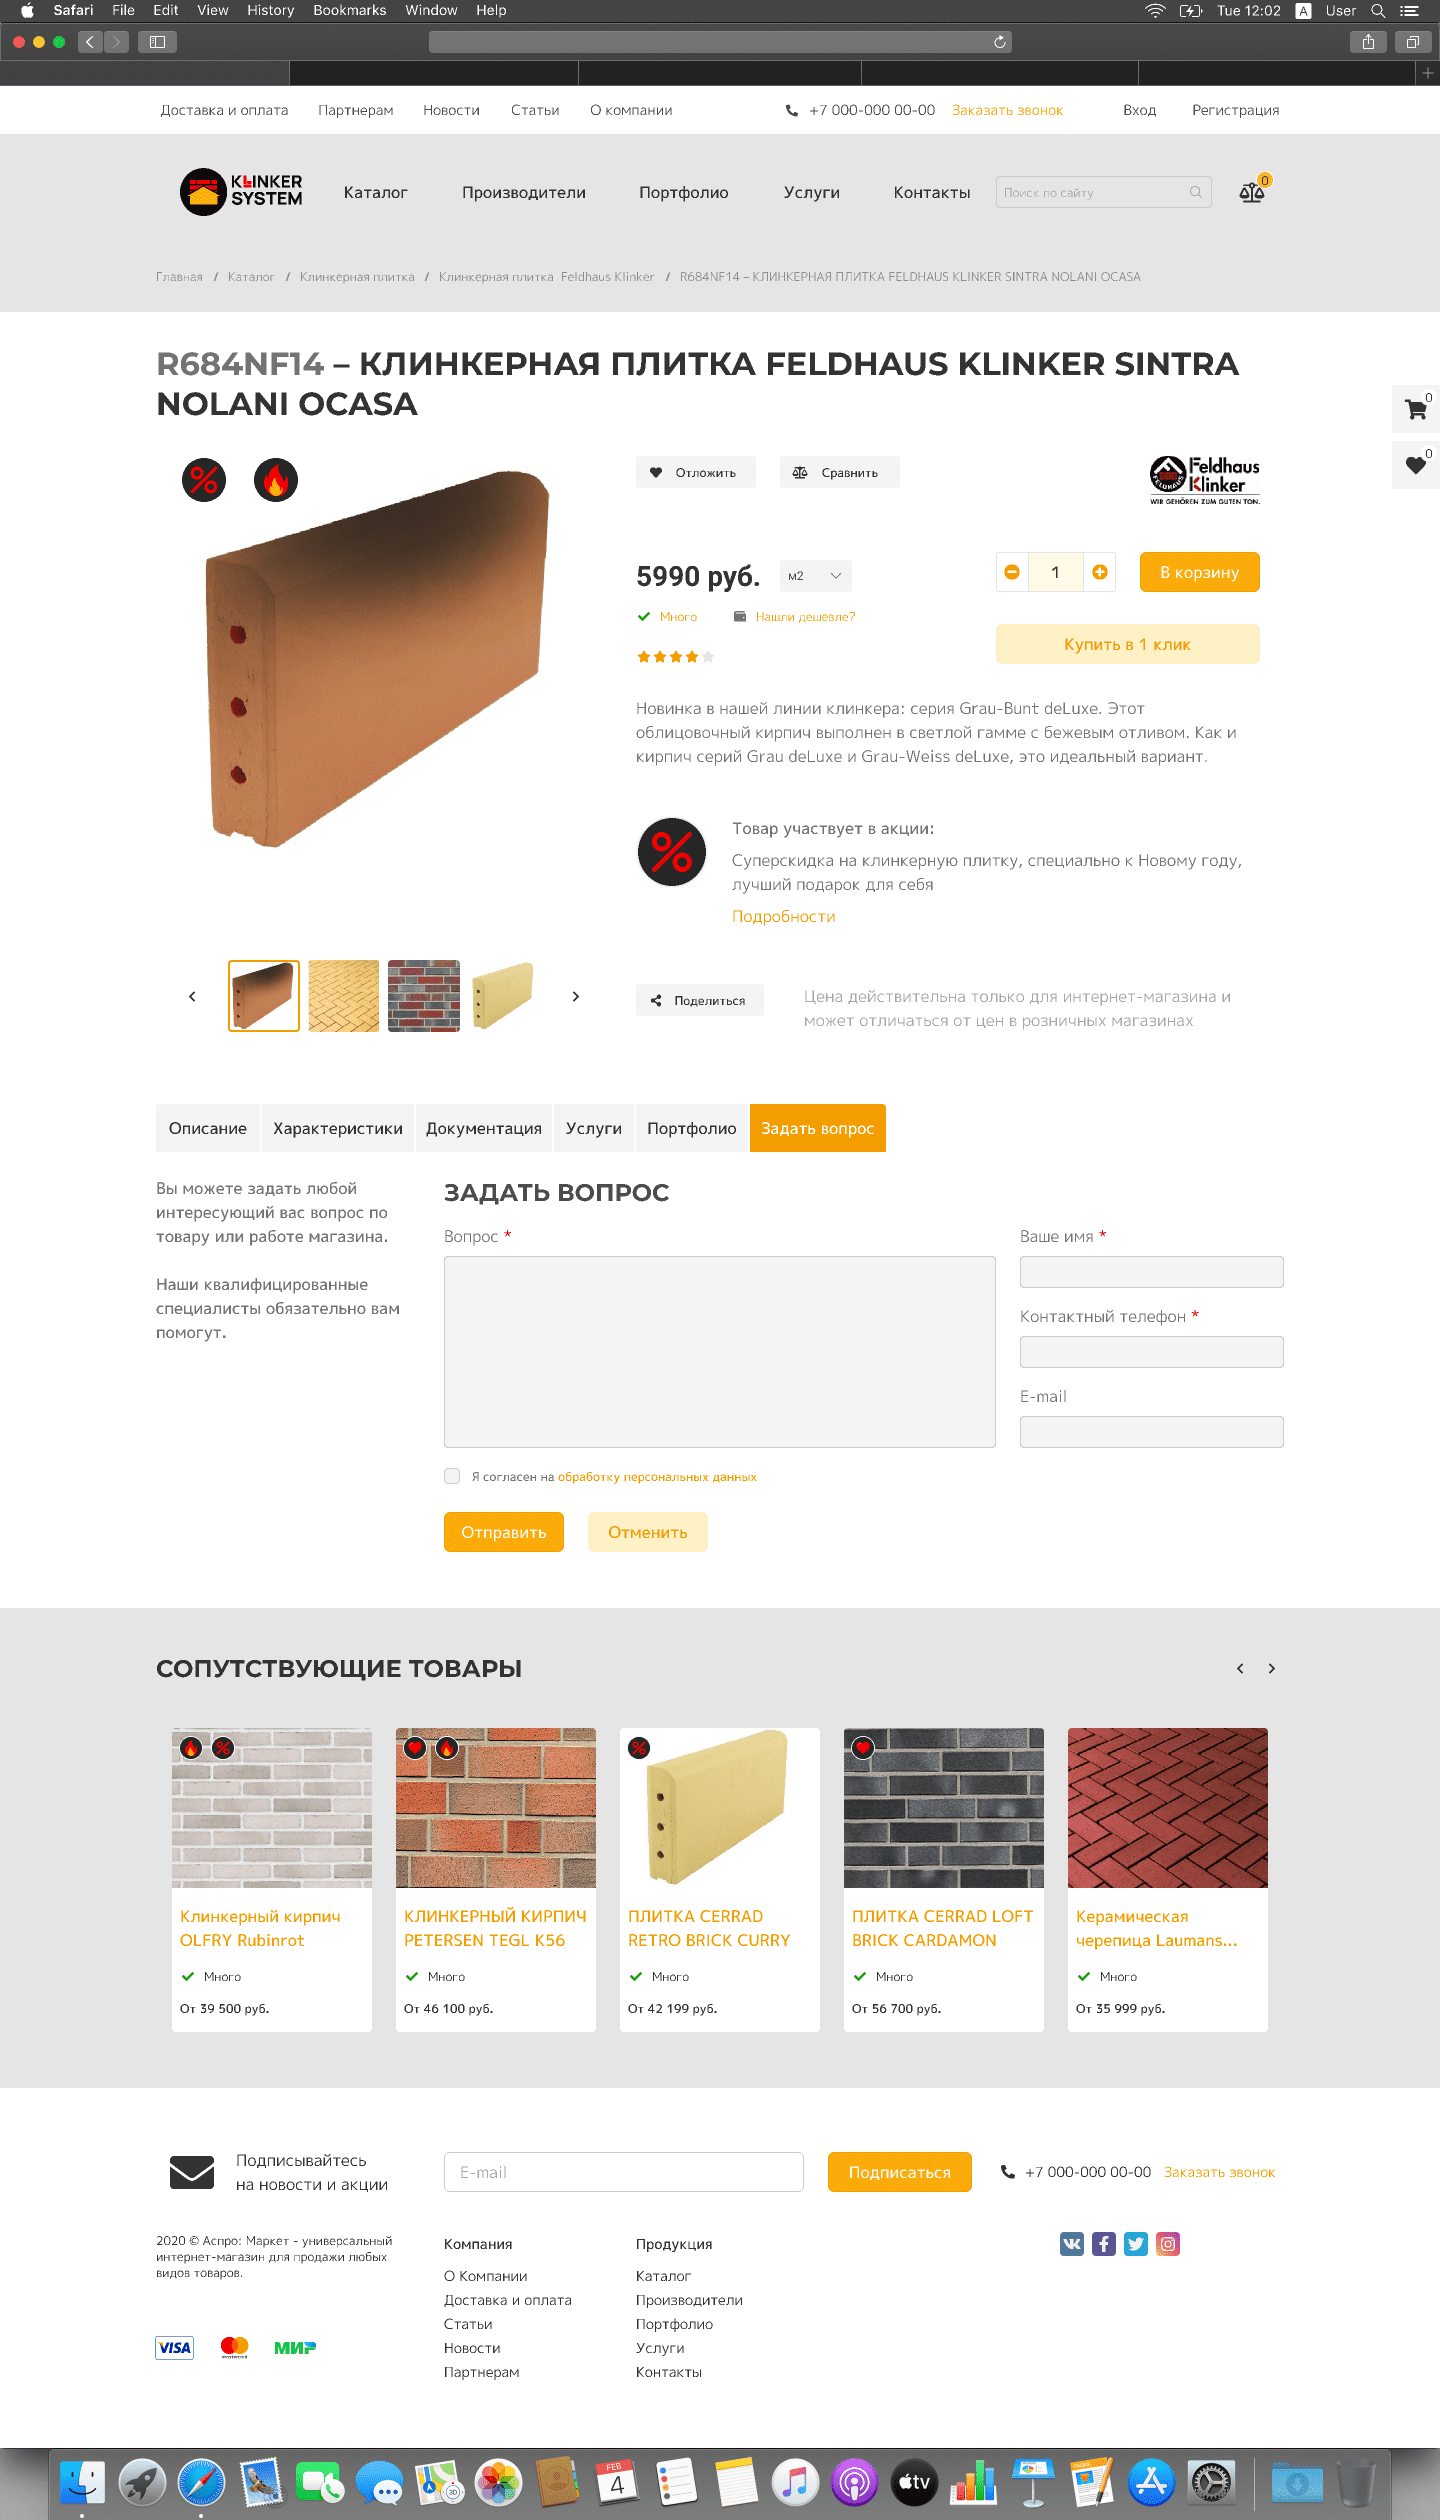 Safari File Edit View History Bookmarks Window Help Tue 12:02 A User
Доставка и оплата Партнерам Новости Статьи О компании +7 000-000 00-00 Заказать звонок Вход Регистрация
KLINKER
SYSTEM
Каталог Производители Портфолио Услуги Контакты Поиск по сайту 0
Главная / Каталог / Клинкерная плитка / Клинкерная плитка Feldhaus Klinker / R684NF14 – КЛИНКЕРНАЯ ПЛИТКА FELDHAUS KLINKER SINTRA NOLANI OCASA
R684NF14 – КЛИНКЕРНАЯ ПЛИТКА FELDHAUS KLINKER SINTRA
NOLANI OCASA
0
0
Отложить Сравнить
Feldhaus
Klinker
FELDHAUS
WIR GEHÖREN ZUM GUTEN TON.
5990 руб. м2 1 В корзину
Много Нашли дешевле?
Купить в 1 клик
Новинка в нашей линии клинкера: серия Grau-Bunt deLuxe. Этот
облицовочный кирпич выполнен в светлой гамме с бежевым отливом. Как и
кирпич серий Grau deLuxe и Grau-Weiss deLuxe, это идеальный вариант.
Товар участвует в акции:
Суперскидка на клинкерную плитку, специально к Новому году,
лучший подарок для себя
Подробности
Поделиться
Цена действительна только для интернет-магазина и
может отличаться от цен в розничных магазинах
Описание Характеристики Документация Услуги Портфолио Задать вопрос
Вы можете задать любой
интересующий вас вопрос по
товару или работе магазина.
Наши квалифицированные
специалисты обязательно вам
помогут.
ЗАДАТЬ ВОПРОС
Вопрос *
Ваше имя *
Контактный телефон *
E-mail
Я согласен на обработку персональных данных
Отправить Отменить
СОПУТСТВУЮЩИЕ ТОВАРЫ
Клинкерный кирпич
OLFRY Rubinrot
Много
От 39 500 руб.
КЛИНКЕРНЫЙ КИРПИЧ
PETERSEN TEGL K56
Много
От 46 100 руб.
ПЛИТКА CERRAD
RETRO BRICK CURRY
Много
От 42 199 руб.
ПЛИТКА CERRAD LOFT
BRICK CARDAMON
Много
От 56 700 руб.
Керамическая
черепица Laumans...
Много
От 35 999 руб.
Подписывайтесь
на новости и акции
E-mail
Подписаться
+7 000-000 00-00 Заказать звонок
2020 © Аспро: Маркет - универсальный
интернет-магазин для продажи любых
видов товаров.
VISA mastercard МИР
Компания
О Компании
Доставка и оплата
Статьи
Новости
Партнерам
Продукция
Каталог
Производители
Портфолио
Услуги
Контакты
3D
FEB
4
tv